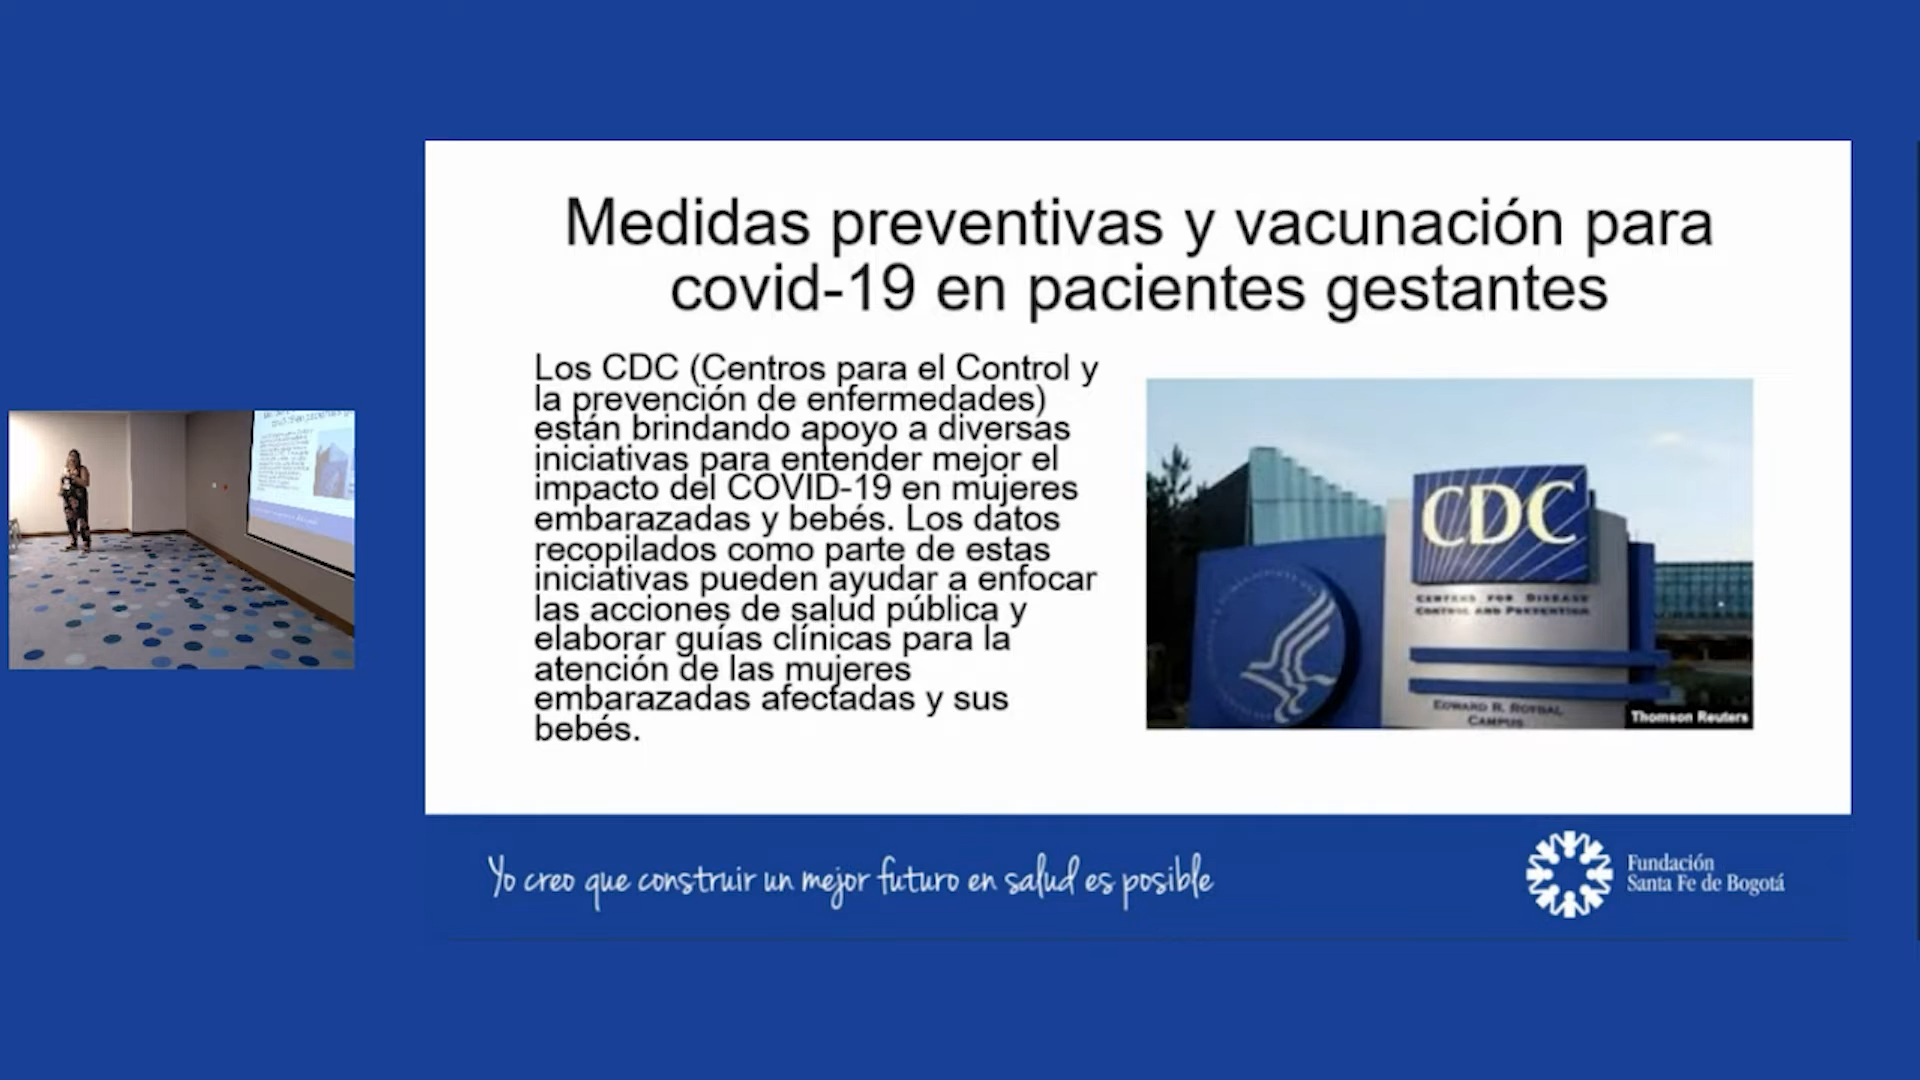 Medidas preventivas y vacunación para
covid-19 en pacientes gestantes
Los CDC (Centros para el Control y
la prevención de enfermedades)
están brindando apoyo a diversas
iniciativas para entender mejor el
impacto del COVID-19 en mujeres
embarazadas y bebés. Los datos
recopilados como parte de estas
iniciativas pueden ayudar a enfocar
las acciones de salud pública y
elaborar guías clínicas para la
atención de las mujeres
embarazadas afectadas y sus
bebés.
CDC
CENTERS FOR DISEASE
CONTROL AND PREVENTION
EDWARD R. ROYBAL
CAMPUS
Thomson Reuters
Yo creo que construir un mejor futuro en salud es posible
Fundación
Santa Fe de Bogotá